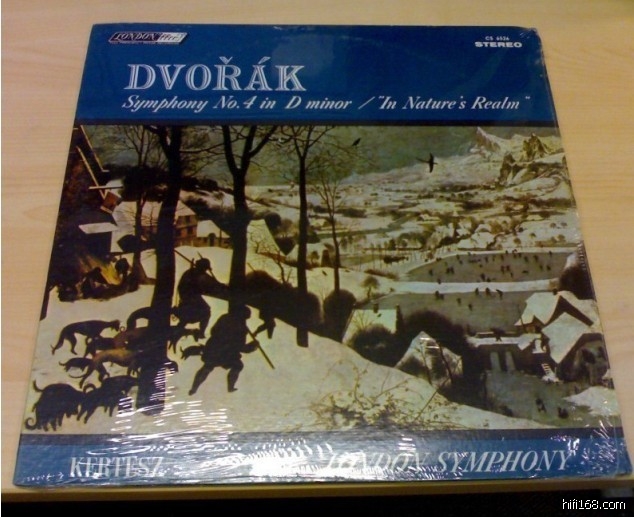 LONDON ffrr
CS 6526
STEREO
DVOŘÁK
Symphony No. 4 in D minor / "In Nature's Realm"
KERTESZ
LONDON SYMPHONY
hifi168.com